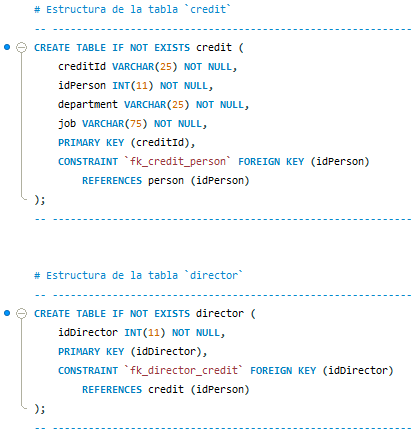 # Estructura de la tabla `credit`
-- ------------------------------------------------------------
CREATE TABLE IF NOT EXISTS credit (
creditId VARCHAR(25) NOT NULL,
idPerson INT(11) NOT NULL,
department VARCHAR(25) NOT NULL,
job VARCHAR(75) NOT NULL,
PRIMARY KEY (creditId),
CONSTRAINT `fk_credit_person` FOREIGN KEY (idPerson)
REFERENCES person (idPerson)
);
-- ------------------------------------------------------------
# Estructura de la tabla `director`
-- ------------------------------------------------------------
CREATE TABLE IF NOT EXISTS director (
idDirector INT(11) NOT NULL,
PRIMARY KEY (idDirector),
CONSTRAINT `fk_director_credit` FOREIGN KEY (idDirector)
REFERENCES credit (idPerson)
);
-- ------------------------------------------------------------